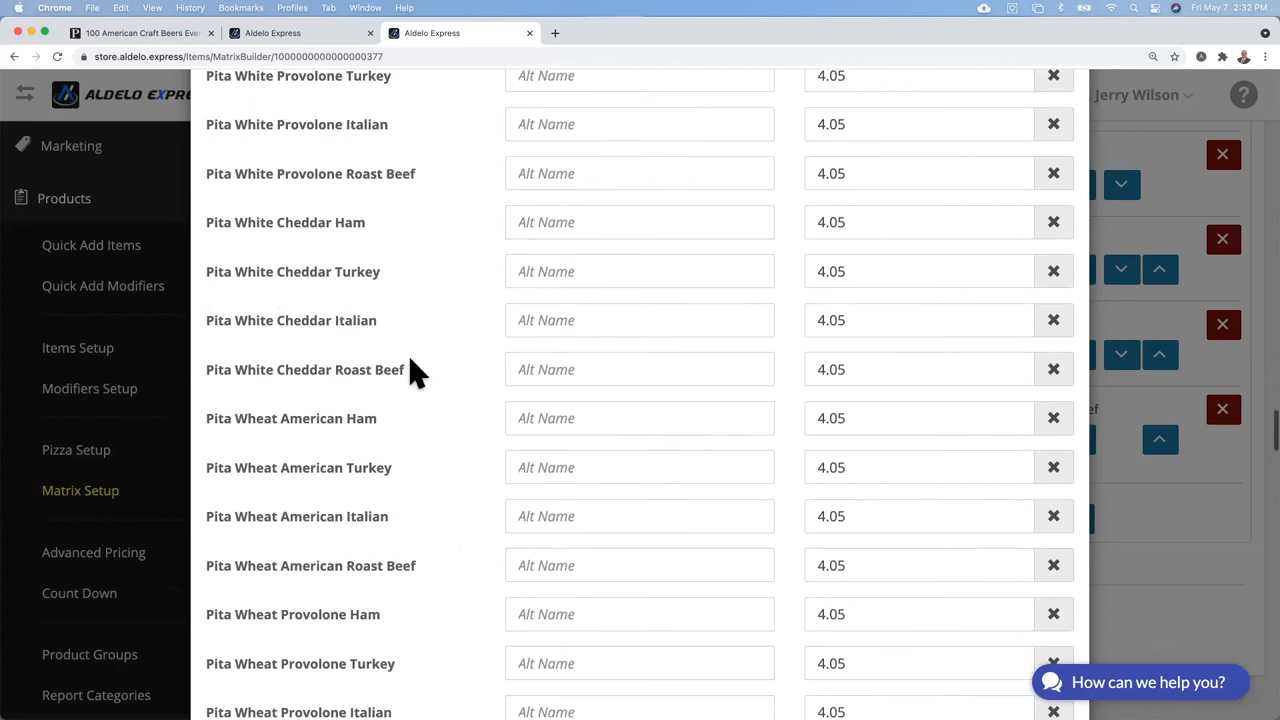 Chrome File Edit View History Bookmarks Profiles Tab Window Help Fri May 7 2:32 PM
100 American Craft Beers Eve Aldelo Express Aldelo Express
store.aldelo.express/Items/MatrixBuilder/1000000000000000377
ALDELO EXPRE Jerry Wilson ?
Marketing
Products
Quick Add Items
Quick Add Modifiers
Items Setup
Modifiers Setup
Pizza Setup
Matrix Setup
Advanced Pricing
Count Down
Product Groups
Report Categories
Pita White Provolone Turkey Alt Name 4.05
Pita White Provolone Italian Alt Name 4.05
Pita White Provolone Roast Beef Alt Name 4.05
Pita White Cheddar Ham Alt Name 4.05
Pita White Cheddar Turkey Alt Name 4.05
Pita White Cheddar Italian Alt Name 4.05
Pita White Cheddar Roast Beef Alt Name 4.05
Pita Wheat American Ham Alt Name 4.05
Pita Wheat American Turkey Alt Name 4.05
Pita Wheat American Italian Alt Name 4.05
Pita Wheat American Roast Beef Alt Name 4.05
Pita Wheat Provolone Ham Alt Name 4.05
Pita Wheat Provolone Turkey Alt Name 4.05
Pita Wheat Provolone Italian Alt Name 4.05
ef
How can we help you?